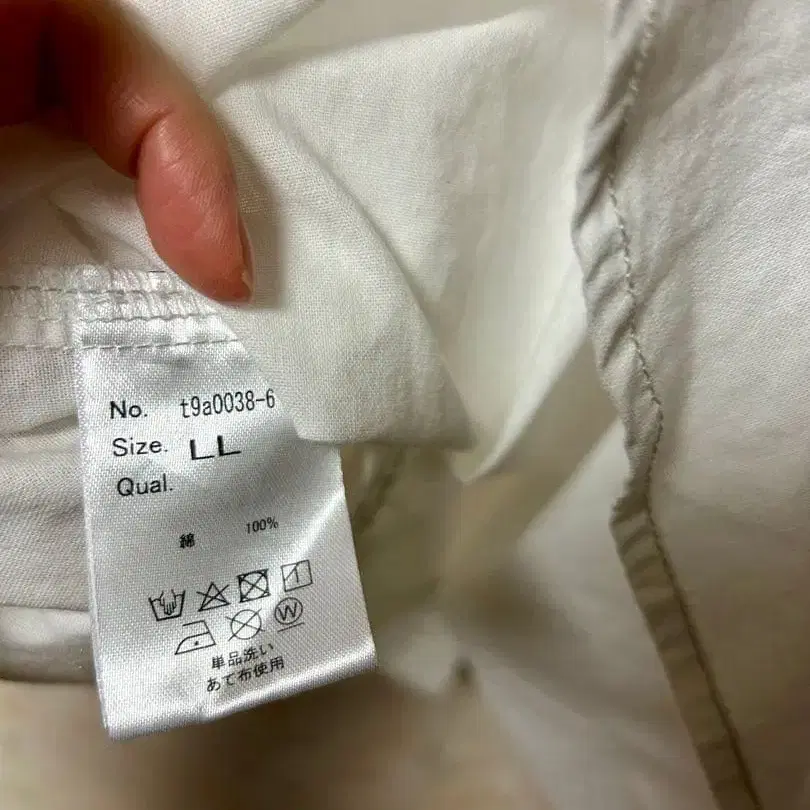 No. t9a0038-6
Size. LL
Qual.
綿 100%
W
単品洗い
あて布使用